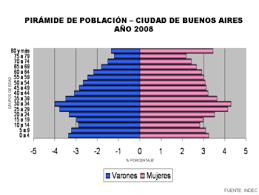 PIRÁMIDE DE POBLACIÓN – CIUDAD DE BUENOS AIRES
AÑO 2008
GRUPOS DE EDAD
80 y más
75 a 79
70 a 74
65 a 69
60 a 64
55 a 59
50 a 54
45 a 49
40 a 44
35 a 39
30 a 34
25 a 29
20 a 24
15 a 19
10 a 14
5 a 9
0 a 4
-5 -4 -3 -2 -1 0 1 2 3 4 5
% PORCENTAJE
Varones Mujeres
FUENTE: INDEC